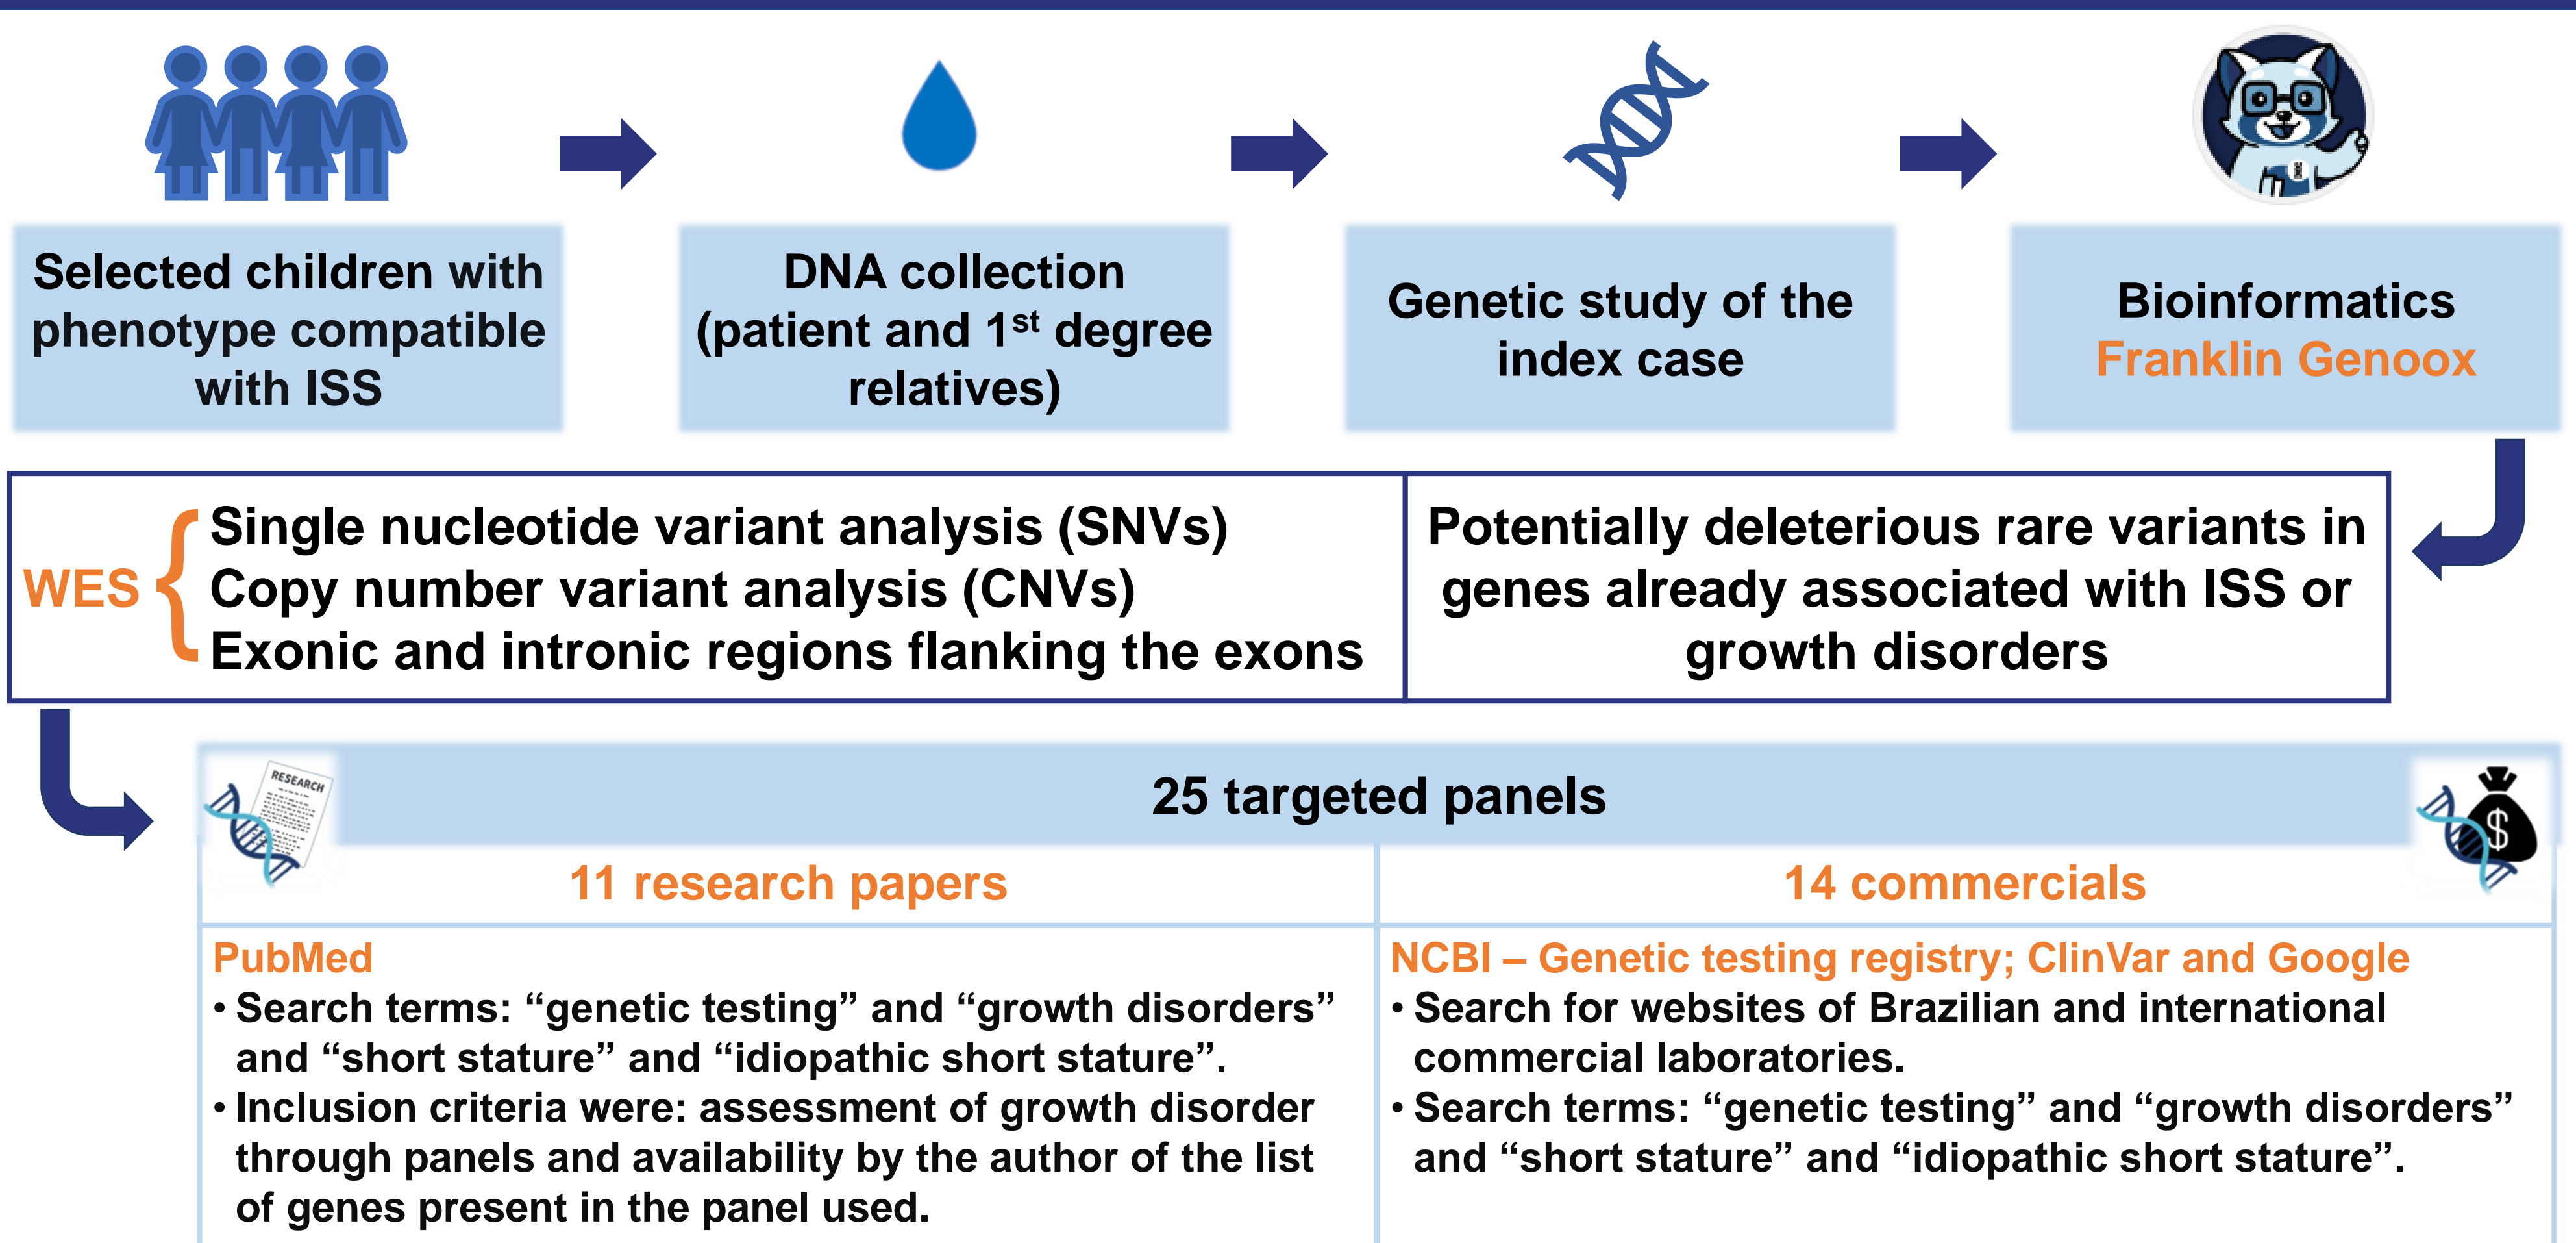 Selected children with
phenotype compatible
with ISS
DNA collection
(patient and 1st degree
relatives)
Genetic study of the
index case
Bioinformatics
Franklin Genoox
WES
Single nucleotide variant analysis (SNVs)
Copy number variant analysis (CNVs)
Exonic and intronic regions flanking the exons
Potentially deleterious rare variants in
genes already associated with ISS or
growth disorders
RESEARCH
25 targeted panels
$
11 research papers
14 commercials
PubMed
• Search terms: “genetic testing” and “growth disorders”
and “short stature” and “idiopathic short stature”.
• Inclusion criteria were: assessment of growth disorder
through panels and availability by the author of the list
of genes present in the panel used.
NCBI – Genetic testing registry; ClinVar and Google
• Search for websites of Brazilian and international
commercial laboratories.
• Search terms: “genetic testing” and “growth disorders”
and “short stature” and “idiopathic short stature”.